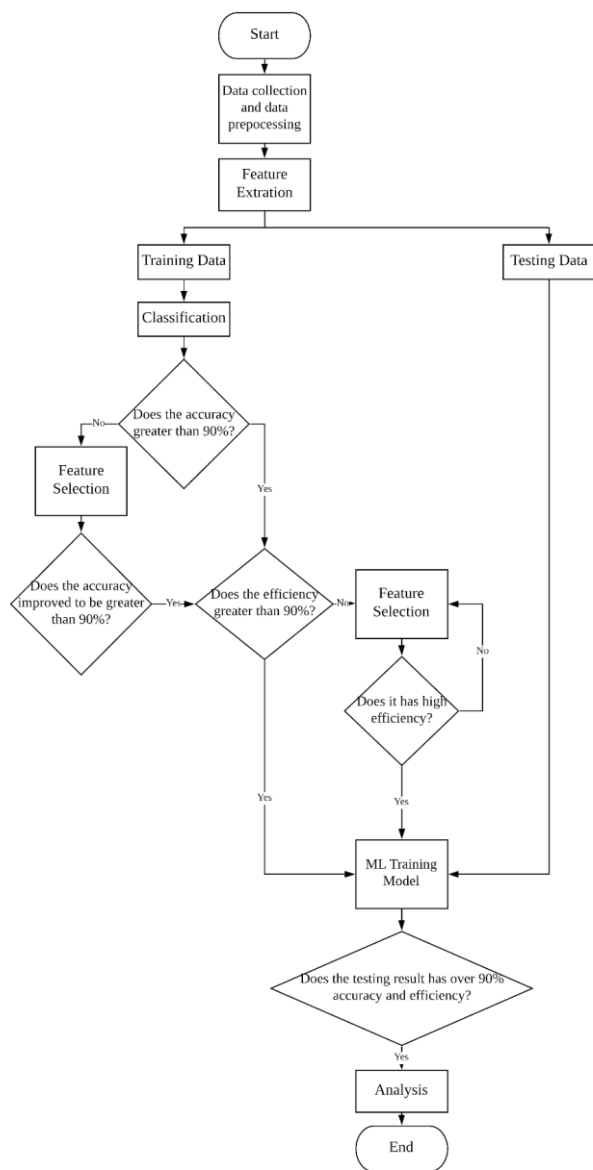 Start
Data collection
and data
prepocessing
Feature
Extration
Training Data
Testing Data
Classification
Does the accuracy
greater than 90%?
No
Yes
Feature
Selection
Does the accuracy
improved to be greater
than 90%?
Yes
Does the efficiency
greater than 90%?
No
Feature
Selection
No
Does it has high
efficiency?
Yes
Yes
ML Training
Model
Does the testing result has over 90%
accuracy and efficiency?
Yes
Analysis
End